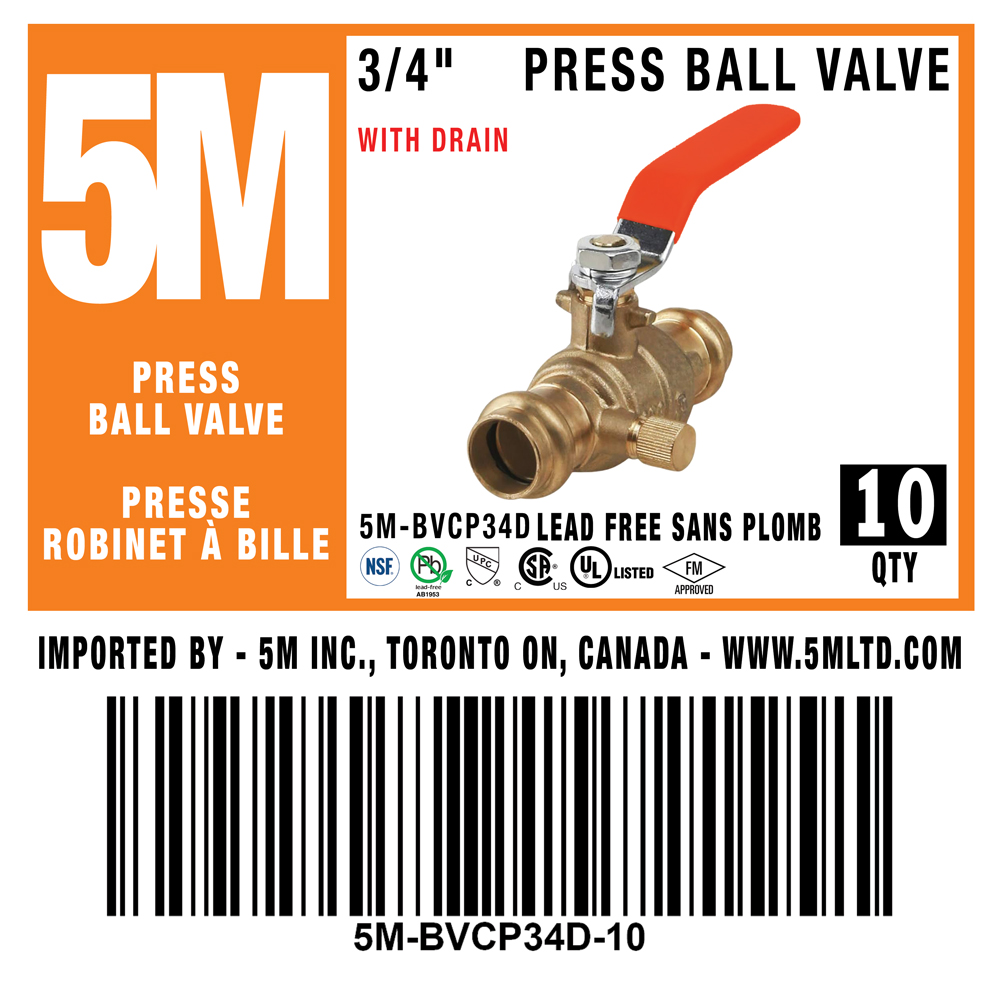 5M
3/4" PRESS BALL VALVE
WITH DRAIN
PRESS
BALL VALVE
PRESSE
ROBINET À BILLE
5M-BVCP34D LEAD FREE SANS PLOMB
10
QTY
NSF. Pb UPC C ® C SA ® C US UL ® LISTED FM
lead-free
AB1953
APPROVED
IMPORTED BY - 5M INC., TORONTO ON, CANADA - WWW.5MLTD.COM
5M-BVCP34D-10